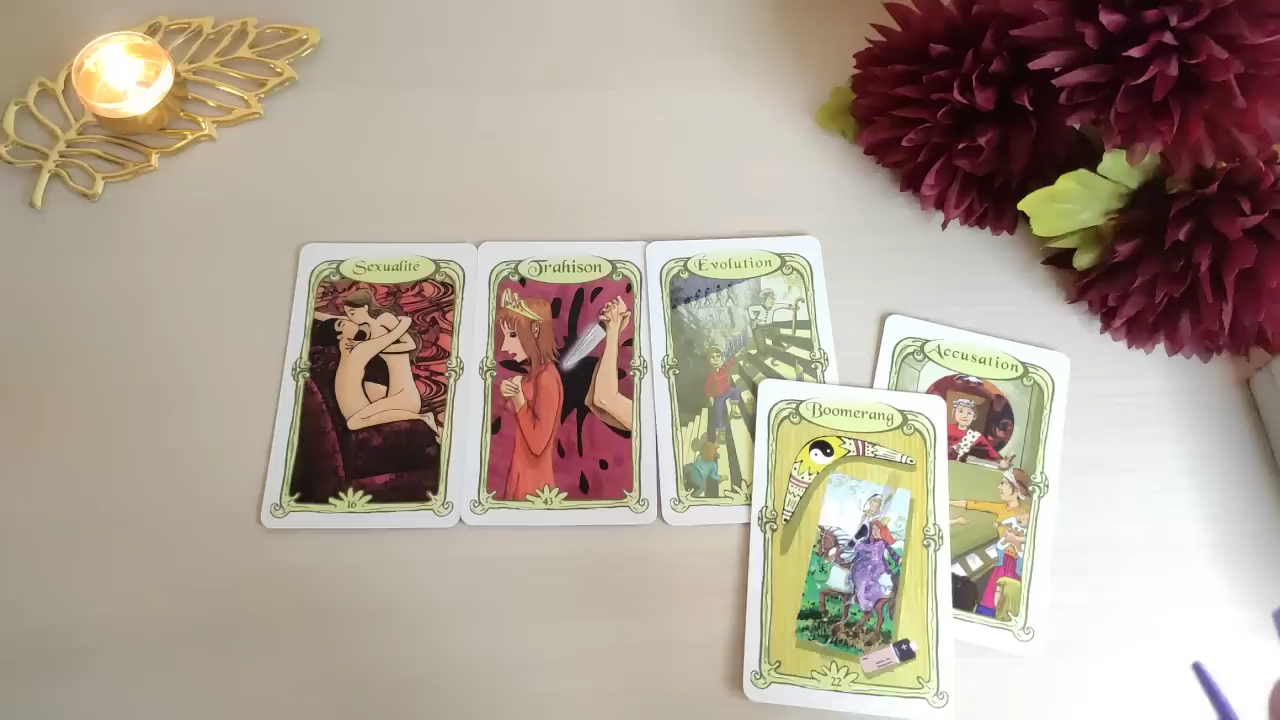 Sexualité
16
Trahison
43
Évolution
Accusation
Boomerang
22